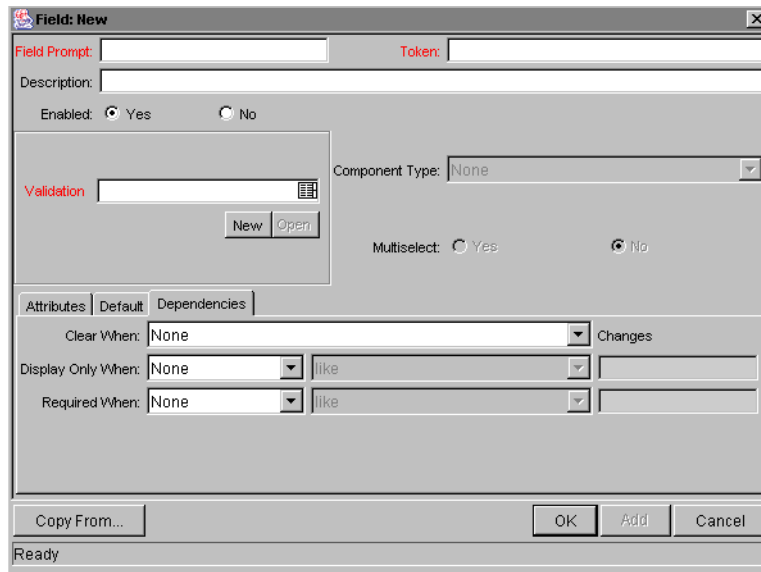 Field: New
Field Prompt: Token:
Description:
Enabled: Yes No
Component Type: None
Validation
New Open
Multiselect: Yes No
Attributes Default Dependencies
Clear When: None Changes
Display Only When: None like
Required When: None like
Copy From... OK Add Cancel
Ready